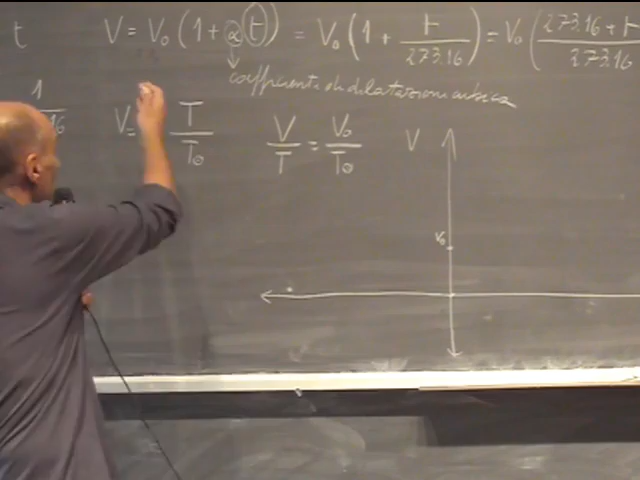 t V = V₀ (1 + α t) = V₀ (1 + t/273.16) = V₀ (273.16 + t/273.16
coefficiente di dilatazione cubica
1/ 16 V = T/T₀ V/T = V₀/T₀ V
V₀